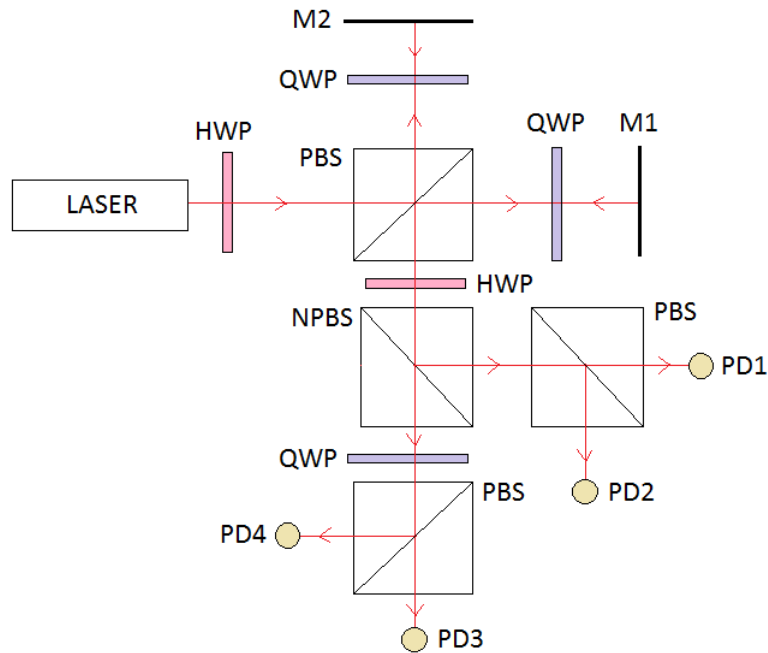 M2
QWP
HWP
QWP
M1
PBS
LASER
HWP
NPBS
PBS
PD1
QWP
PBS
PD2
PD4
PD3